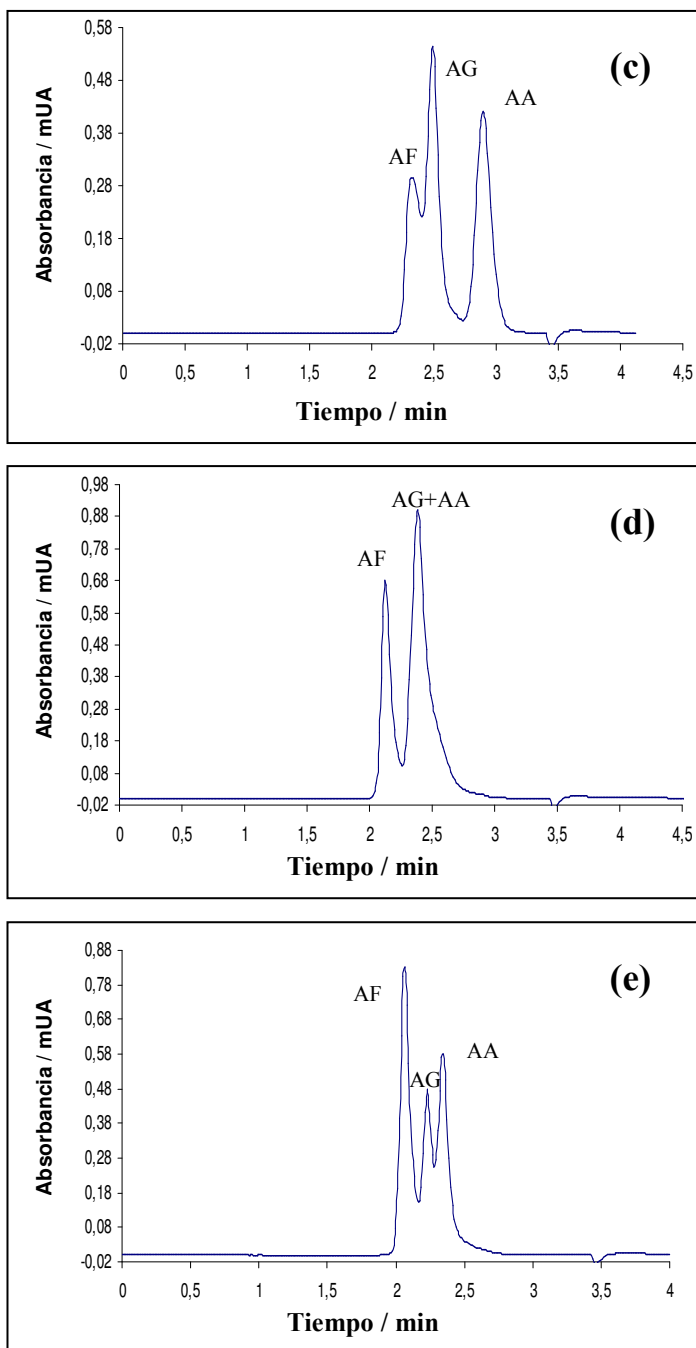 0,58
(c)
AG
0,48
AA
0,38
AF
0,28
0,18
0,08
-0,02
0 0,5 1 1,5 2 2,5 3 3,5 4 4,5
Absorbancia / mUA
Tiempo / min
0,98
AG+AA
0,88
(d)
0,78
AF
0,68
0,58
0,48
0,38
0,28
0,18
0,08
-0,02
0 0,5 1 1,5 2 2,5 3 3,5 4 4,5
Absorbancia / mUA
Tiempo / min
0,88
(e)
0,78
AF
0,68
0,58
AA
0,48
AG
0,38
0,28
0,18
0,08
-0,02
0 0,5 1 1,5 2 2,5 3 3,5 4
Absorbancia / mUA
Tiempo / min